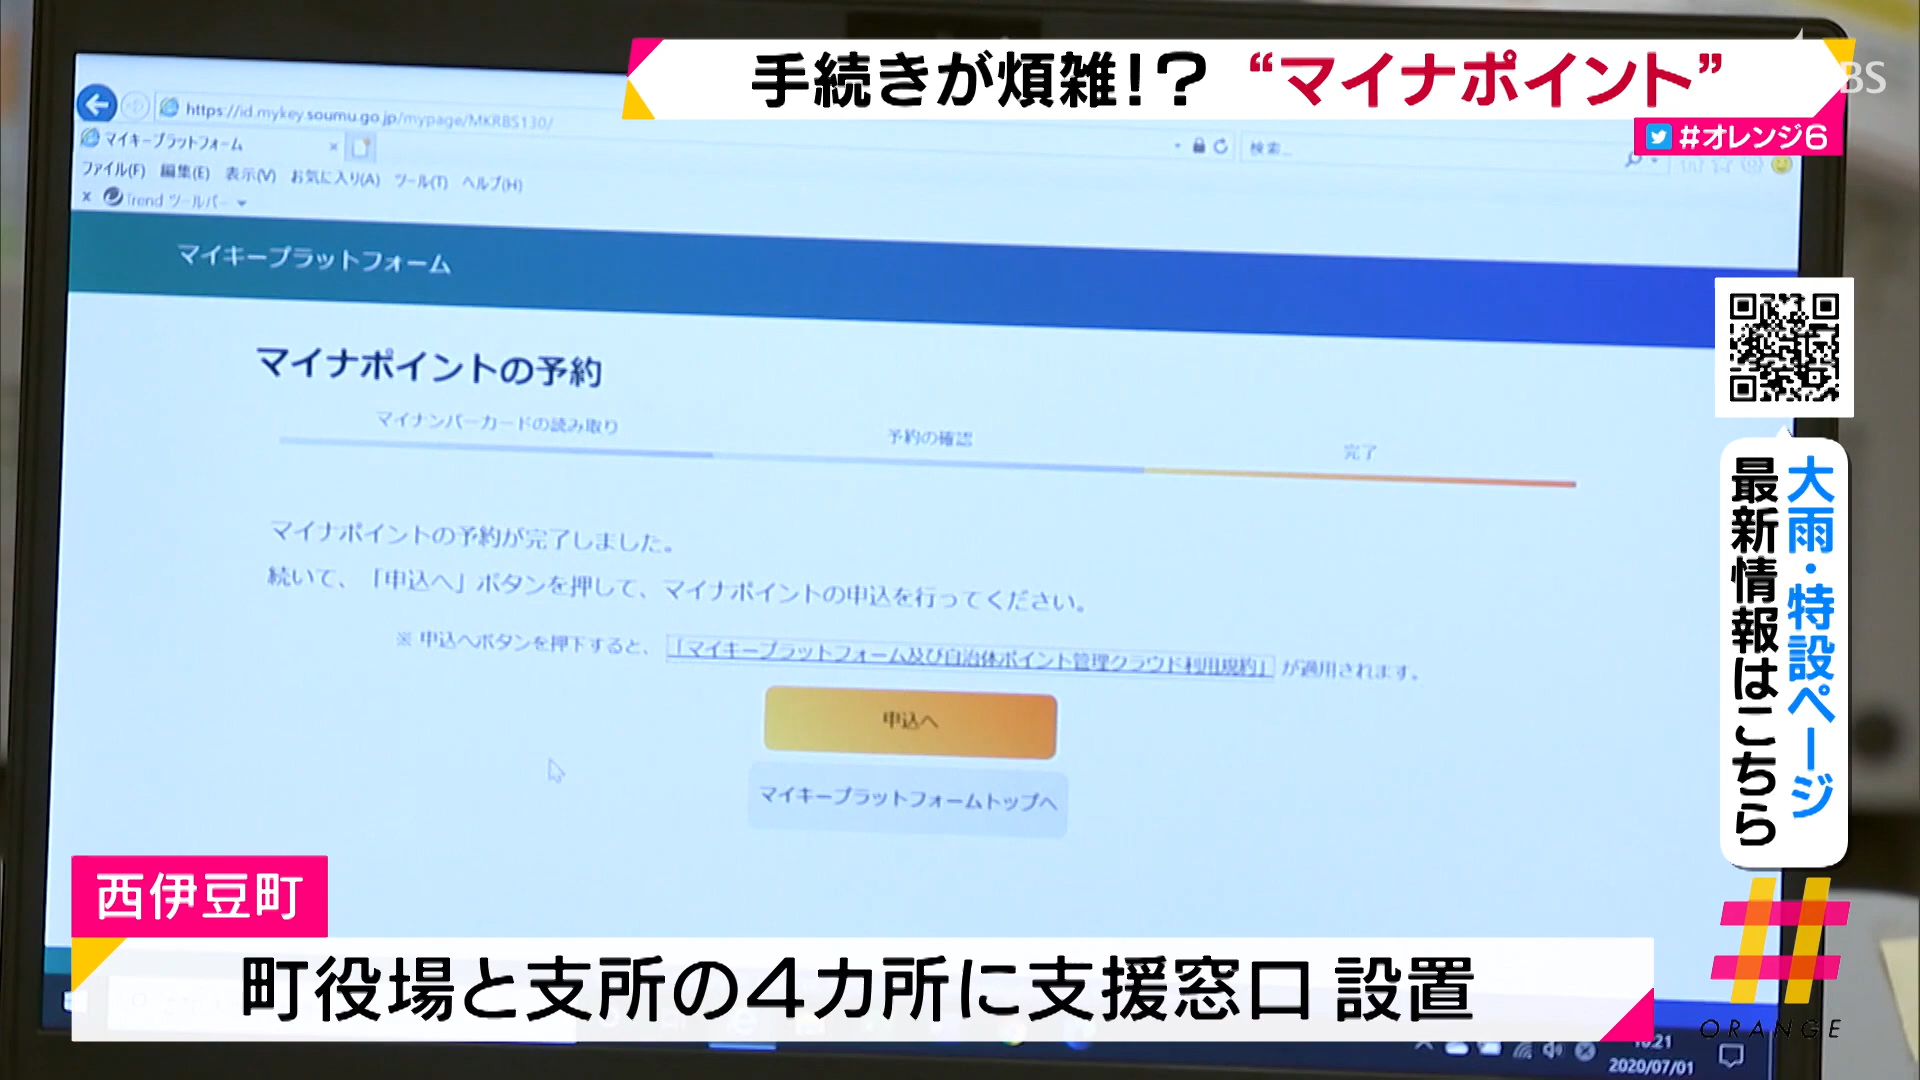 手続きが煩雑!? “マイナポイント”
BS
#オレンジ6
https://id.mykey.soumu.go.jp/mypage/MKRBS130/
検索...
マイキープラットフォーム
ファイル(F) 編集(E) 表示(V) お気に入り(A) ツール(T) ヘルプ(H)
x Trend ツールバー
マイキープラットフォーム
マイナポイントの予約
マイナンバーカードの読み取り
予約の確認
完了
マイナポイントの予約が完了しました。
続いて、「申込へ」ボタンを押して、マイナポイントの申込を行ってください。
※ 申込へボタンを押下すると、「マイキープラットフォーム及び自治体ポイント管理クラウド利用規約」が適用されます。
申込へ
マイキープラットフォームトップへ
大雨・特設ページ
最新情報はこちら
西伊豆町
町役場と支所の4カ所に支援窓口 設置
ORANGE
2020/07/01